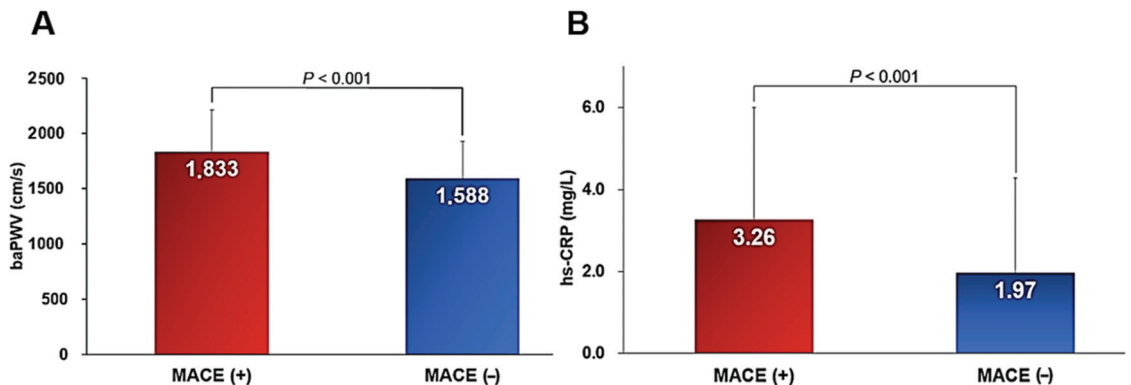 A
P < 0.001
2500
2000
1500
1000
500
0
baPWV (cm/s)
1.833
1.588
MACE (+)
MACE (–)
B
P < 0.001
6.0
4.0
2.0
0.0
hs-CRP (mg/L)
3.26
1.97
MACE (+)
MACE (–)